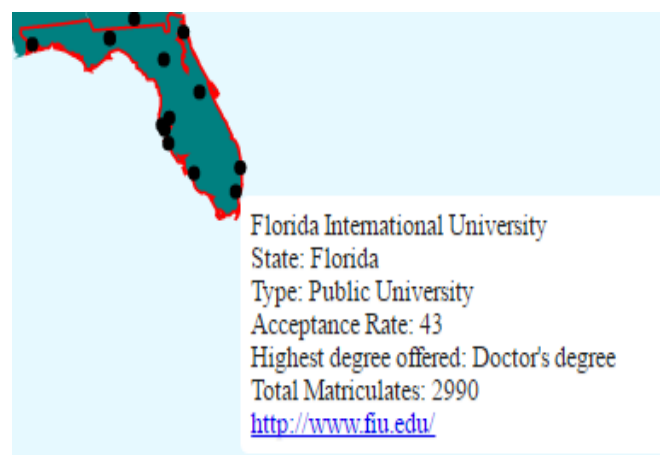 Florida International University
State: Florida
Type: Public University
Acceptance Rate: 43
Highest degree offered: Doctor's degree
Total Matriculates: 2990
http://www.fiu.edu/